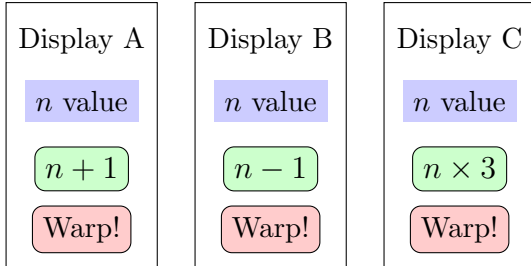 Display A
n value
n + 1
Warp!
Display B
n value
n − 1
Warp!
Display C
n value
n × 3
Warp!